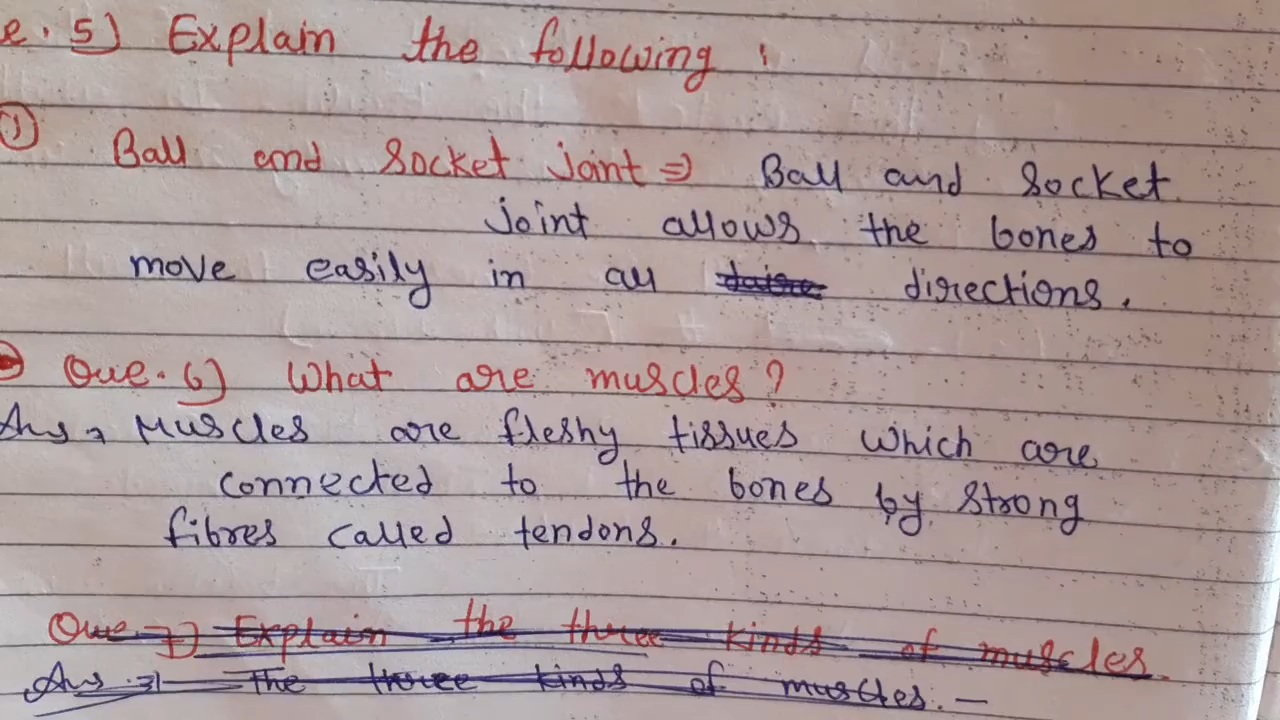 e. 5) Explain the following :
1) Ball and Socket Joint ⇒ Ball and Socket
joint allows the bones to
move easily in all directions.
Que. 6) What are muscles?
Ans → Muscles are fleshy tissues which are
connected to the bones by strong
fibres called tendons.
Que. 7) Explain the three kinds of muscles.
Ans. ⇒ The three kinds of muscles. —